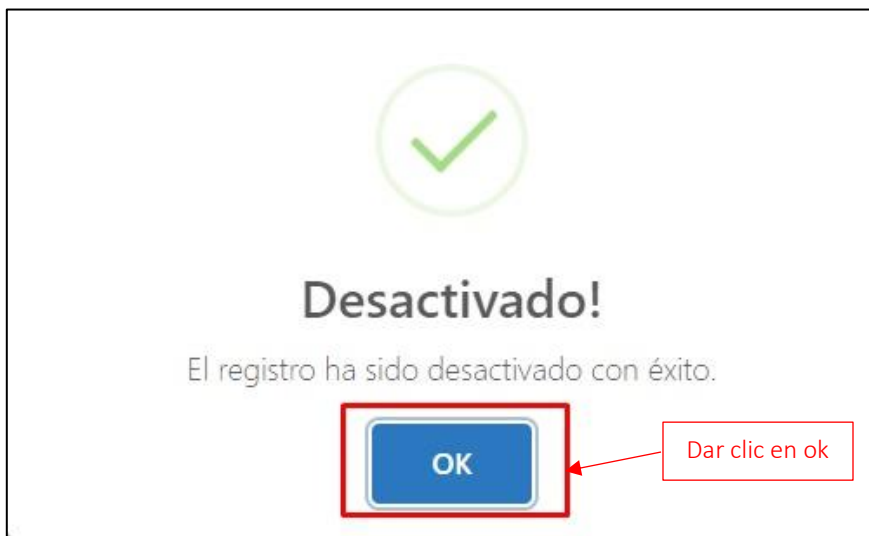 Desactivado!
El registro ha sido desactivado con éxito.
OK
Dar clic en ok